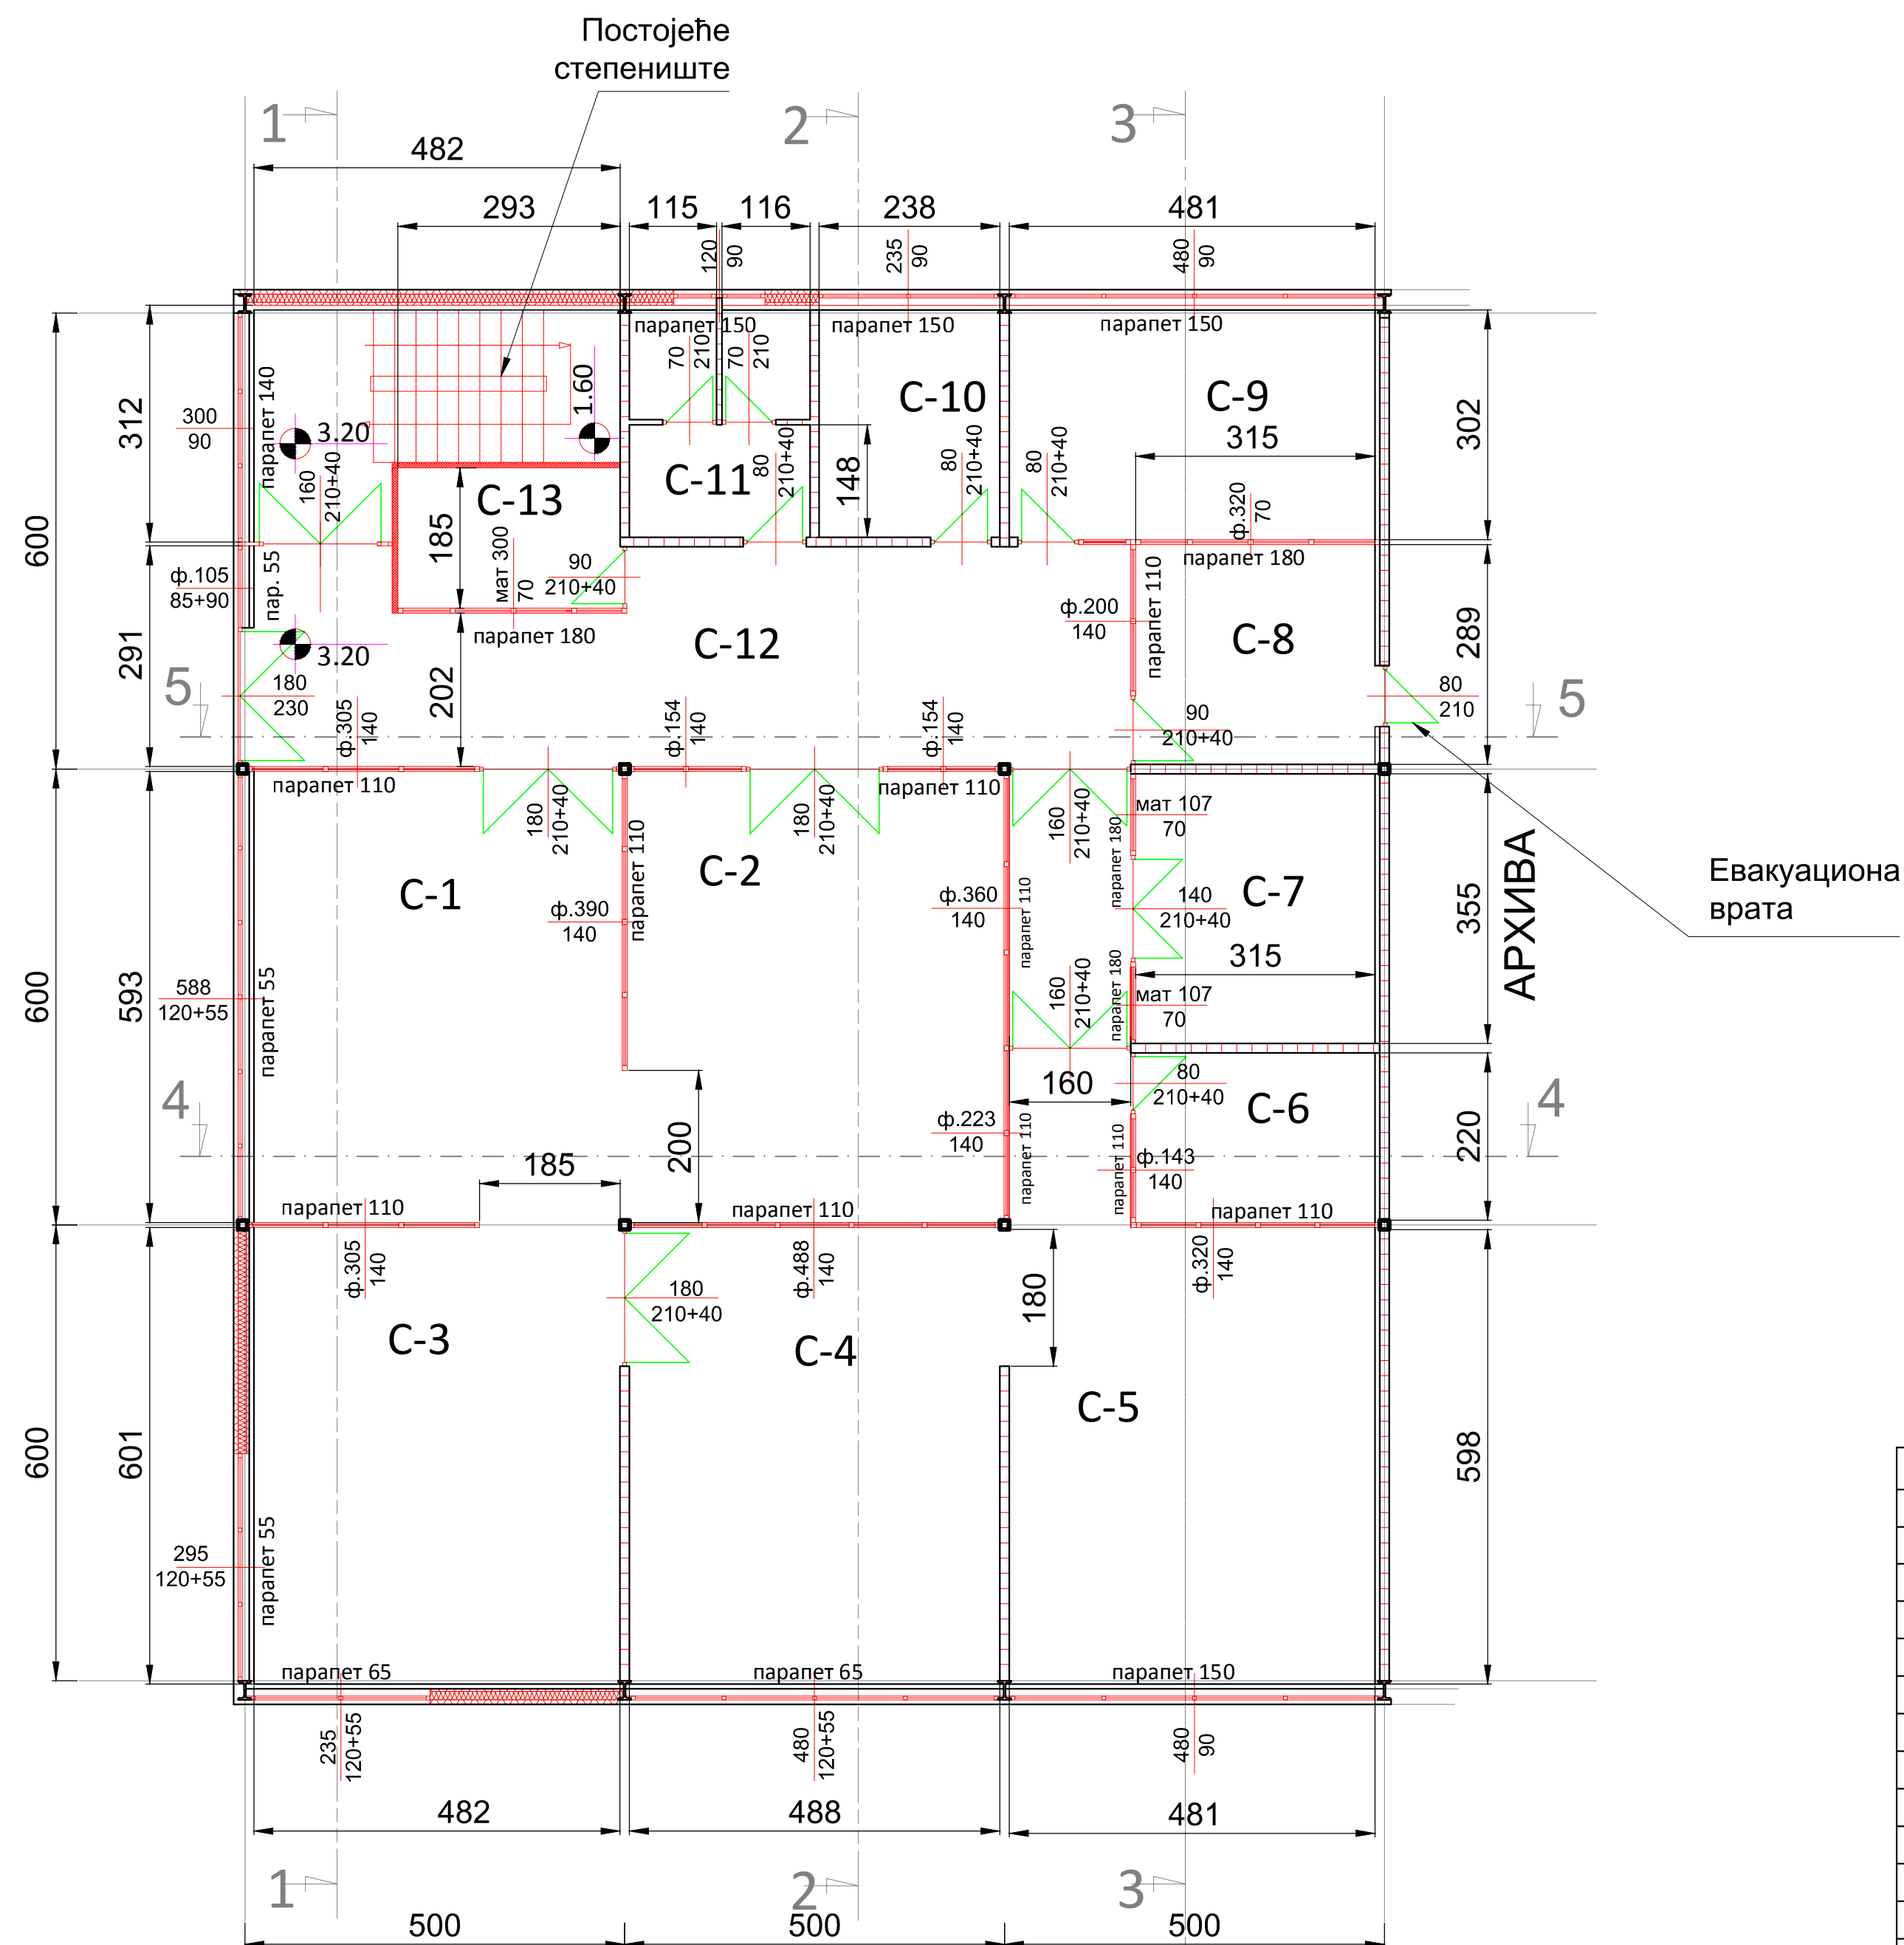 Постојеће
степениште
1
2
3
482
293
115
116
238
481
120
90
235
90
480
90
парапет 150
парапет 150
парапет 150
парапет 140
70
210
70
210
1.60
С-10
С-9
315
312
300
90
3.20
302
600
160
210+40
С-13
С-11
80
210+40
148
80
210+40
80
210+40
ф.320
70
185
мат 300
70
90
210+40
парапет 180
парапет 110
ф.105
85+90
пар. 55
ф.200
140
291
парапет 180
С-12
С-8
289
3.20
5
180
230
202
80
210
5
ф.305
140
ф.154
140
ф.154
140
90
210+40
парапет 110
парапет 110
180
210+40
180
210+40
160
210+40
мат 107
70
парапет 180
парапет 110
С-1
С-2
С-7
АРХИВА
Евакуациона
врата
ф.390
140
ф.360
140
парапет 110
140
210+40
355
600
593
588
120+55
парапет 55
315
160
210+40
парапет 180
мат 107
70
4
160
80
210+40
С-6
4
200
ф.223
140
парапет 110
парапет 110
ф.143
140
220
185
парапет 110
парапет 110
парапет 110
ф.305
140
ф.488
140
ф.320
140
180
210+40
180
С-3
С-4
С-5
600
601
598
295
120+55
парапет 55
парапет 65
парапет 65
парапет 150
235
120+55
480
120+55
480
90
482
488
481
1
2
3
500
500
500